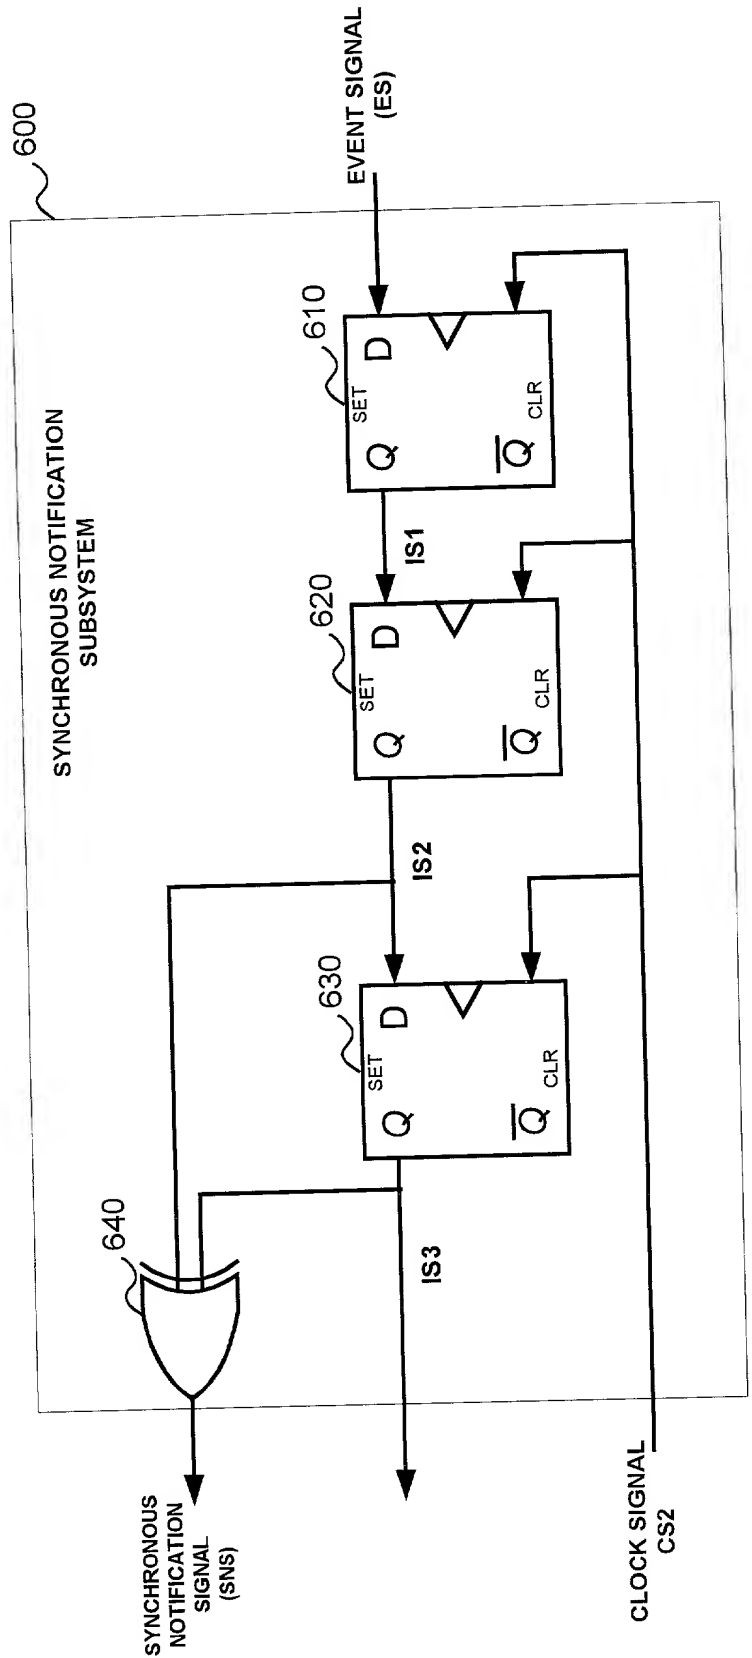 600
SYNCHRONOUS NOTIFICATION
SUBSYSTEM
EVENT SIGNAL
(ES)
610
SET
D
Q
Q
CLR
IS1
620
SET
D
Q
Q
CLR
IS2
630
SET
D
Q
Q
CLR
IS3
640
SYNCHRONOUS
NOTIFICATION
SIGNAL
(SNS)
CLOCK SIGNAL
CS2